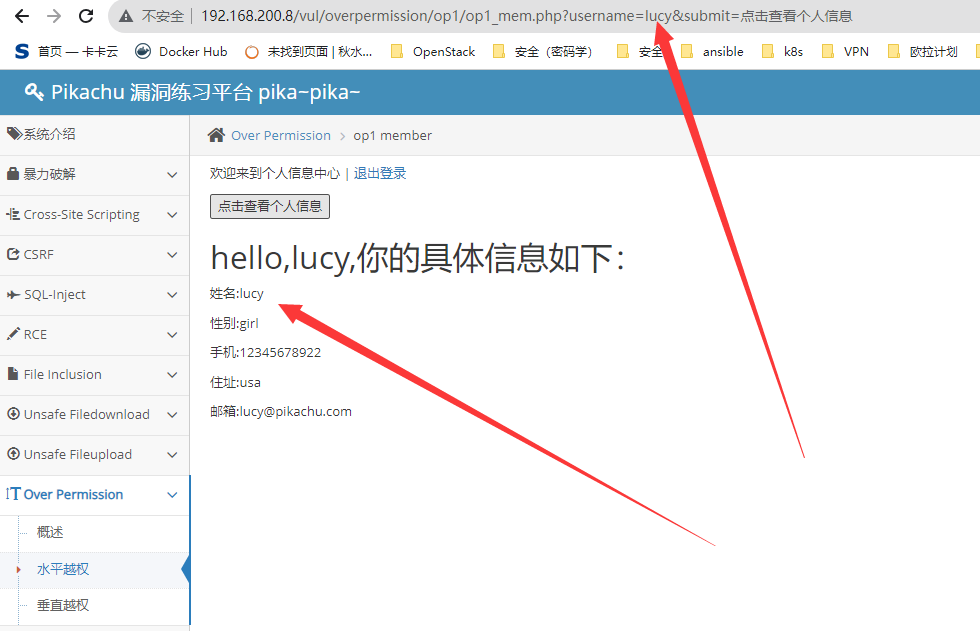 不安全 192.168.200.8/vul/overpermission/op1/op1_mem.php?username=lucy&submit=点击查看个人信息
首页 — 卡卡云 Docker Hub 未找到页面 | 秋水... OpenStack 安全（密码学） 安全 ansible k8s VPN 欧拉计划
Pikachu 漏洞练习平台 pika~pika~
系统介绍
暴力破解
Cross-Site Scripting
CSRF
SQL-Inject
RCE
File Inclusion
Unsafe Filedownload
Unsafe Fileupload
Over Permission
概述
水平越权
垂直越权
Over Permission > op1 member
欢迎来到个人信息中心 | 退出登录
点击查看个人信息
hello,lucy,你的具体信息如下：
姓名:lucy
性别:girl
手机:12345678922
住址:usa
邮箱:lucy@pikachu.com